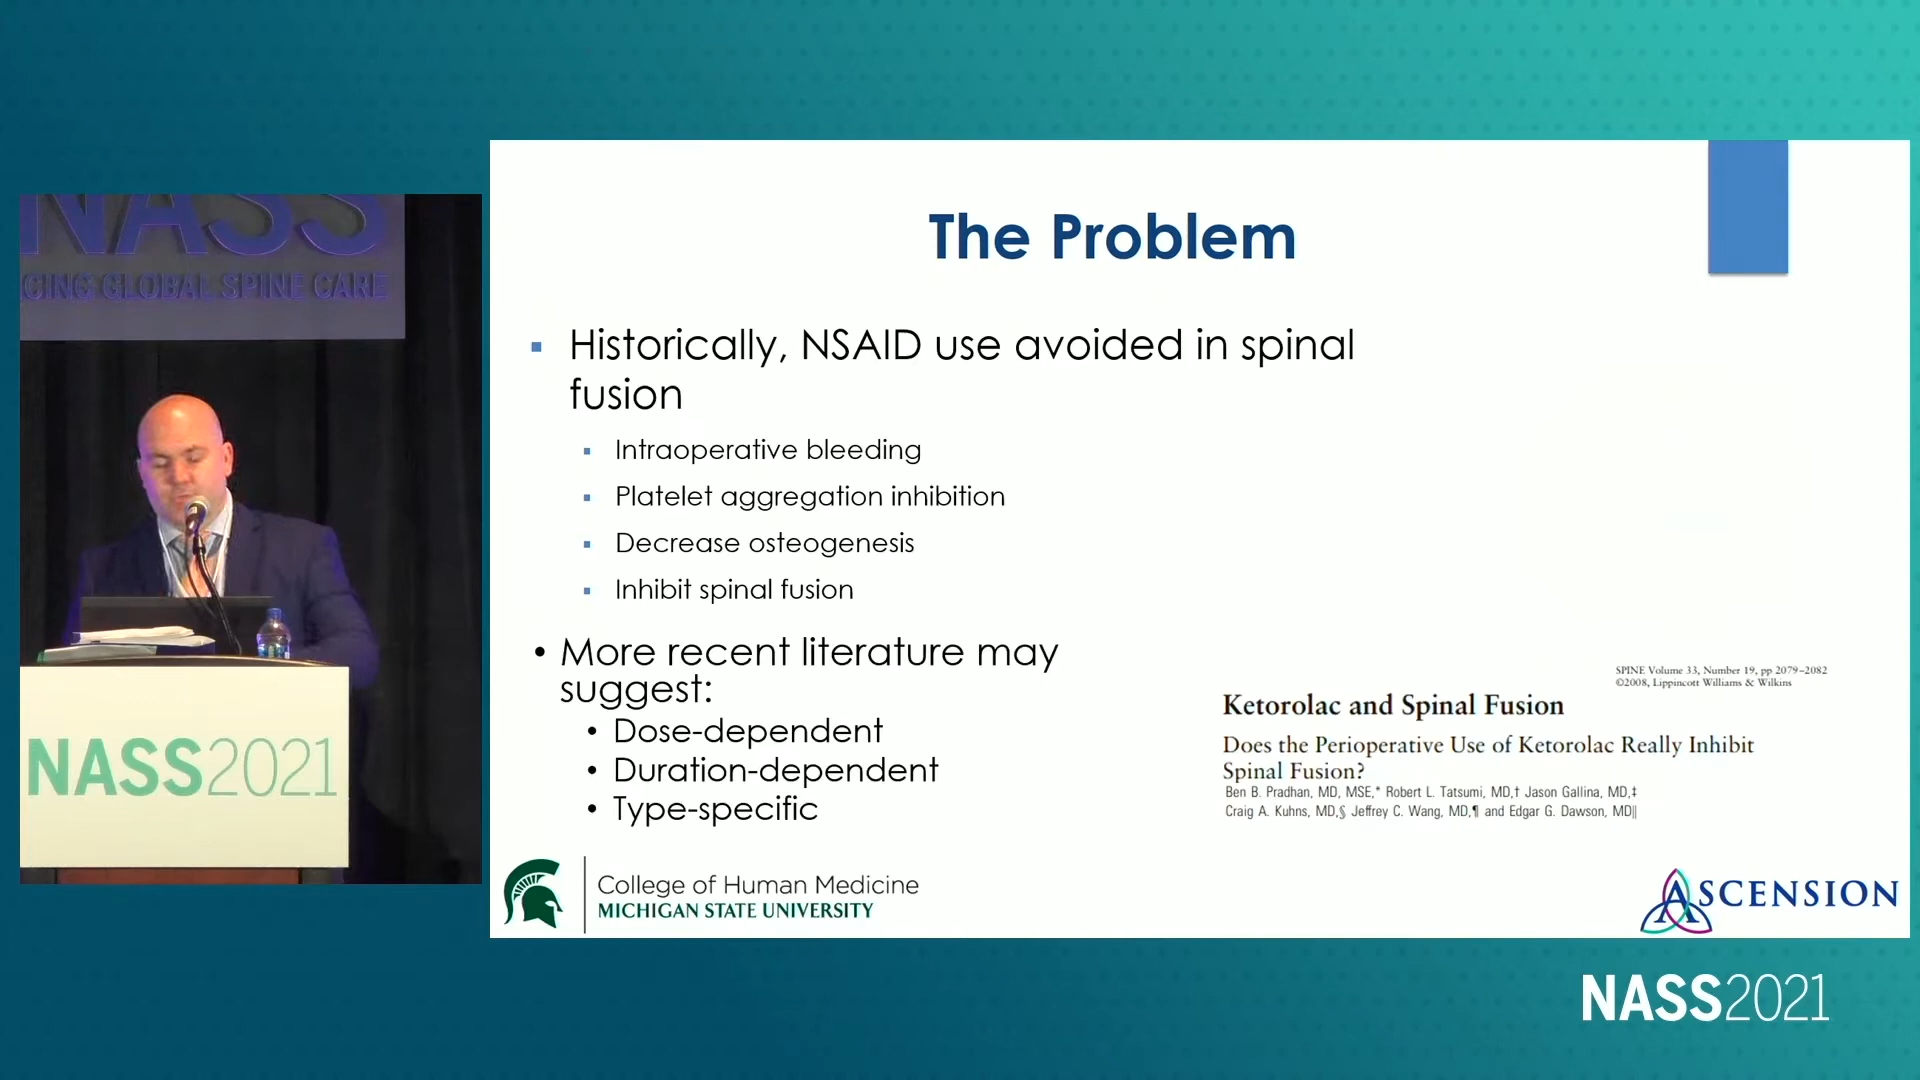 NASS
CING GLOBAL SPINE CARE
NASS2021
The Problem
Historically, NSAID use avoided in spinal
fusion
Intraoperative bleeding
Platelet aggregation inhibition
Decrease osteogenesis
Inhibit spinal fusion
• More recent literature may
suggest:
• Dose-dependent
• Duration-dependent
• Type-specific
SPINE Volume 33, Number 19, pp 2079–2082
©2008, Lippincott Williams & Wilkins
Ketorolac and Spinal Fusion
Does the Perioperative Use of Ketorolac Really Inhibit
Spinal Fusion?
Ben B. Pradhan, MD, MSE,* Robert L. Tatsumi, MD,† Jason Gallina, MD,‡
Craig A. Kuhns, MD,§ Jeffrey C. Wang, MD,¶ and Edgar G. Dawson, MD||
College of Human Medicine
MICHIGAN STATE UNIVERSITY
ASCENSION
NASS2021